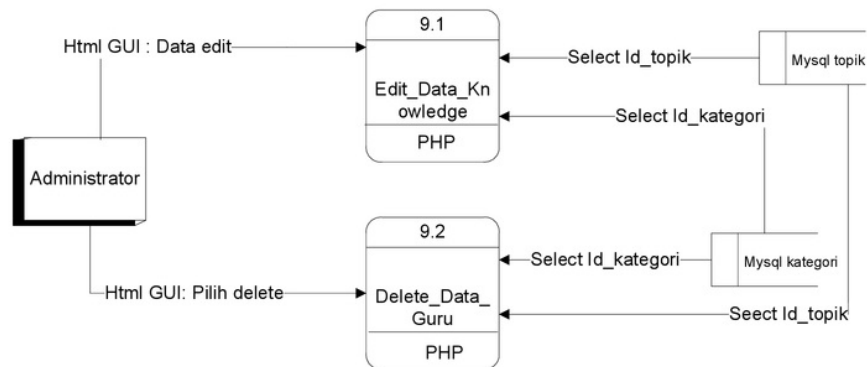 9.1
Html GUI : Data edit
Select Id_topik
Mysql topik
Edit_Data_Kn
owledge
Select Id_kategori
PHP
Administrator
9.2
Select Id_kategori
Mysql kategori
Html GUI: Pilih delete
Delete_Data_
Guru
Seect Id_topik
PHP